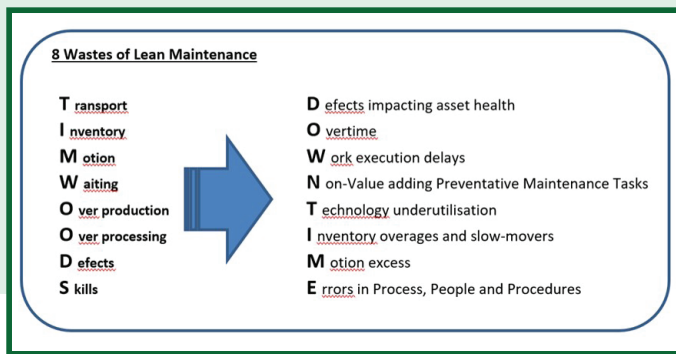 8 Wastes of Lean Maintenance
T ransport
I nventory
M otion
W aiting
O ver production
O ver processing
D efects
S kills
D efects impacting asset health
O vertime
W ork execution delays
N on-Value adding Preventative Maintenance Tasks
T echnology underutilisation
I nventory overages and slow-movers
M otion excess
E rrors in Process, People and Procedures